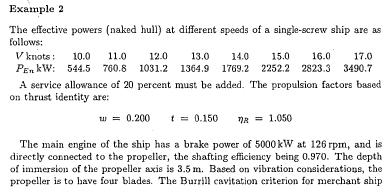 Example 2
The effective powers (naked hull) at different speeds of a single-screw ship are as
follows:
V knots: 10.0 11.0 12.0 13.0 14.0 15.0 16.0 17.0
PEn kW: 544.5 760.8 1031.2 1364.9 1769.2 2252.2 2823.3 3490.7
A service allowance of 20 percent must be added. The propulsion factors based
on thrust identity are:
w = 0.200 t = 0.150 ηR = 1.050
The main engine of the ship has a brake power of 5000 kW at 126 rpm, and is
directly connected to the propeller, the shafting efficiency being 0.970. The depth
of immersion of the propeller axis is 3.5 m. Based on vibration considerations, the
propeller is to have four blades. The Burrill cavitation criterion for merchant ship